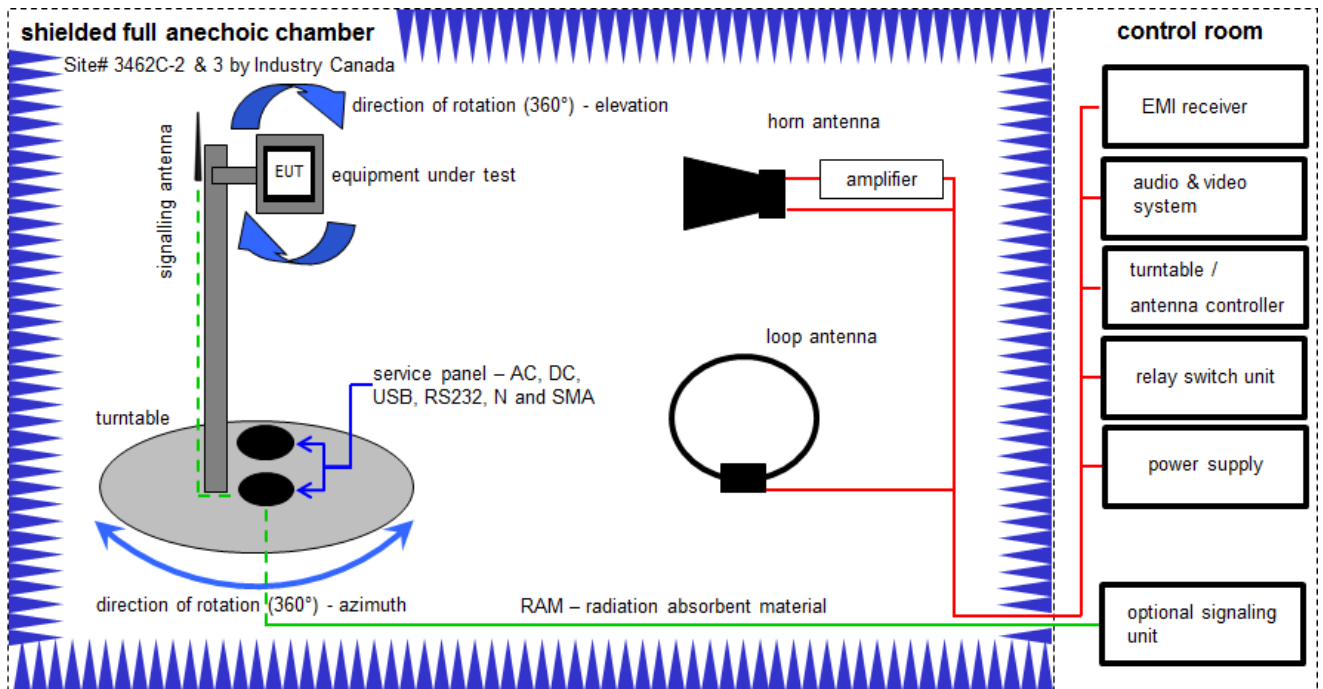 shielded full anechoic chamber
Site# 3462C-2 & 3 by Industry Canada
direction of rotation (360°) - elevation
signalling antenna
EUT
equipment under test
horn antenna
amplifier
loop antenna
service panel – AC, DC,
USB, RS232, N and SMA
turntable
direction of rotation (360°) - azimuth
RAM – radiation absorbent material
control room
EMI receiver
audio & video
system
turntable /
antenna controller
relay switch unit
power supply
optional signaling
unit